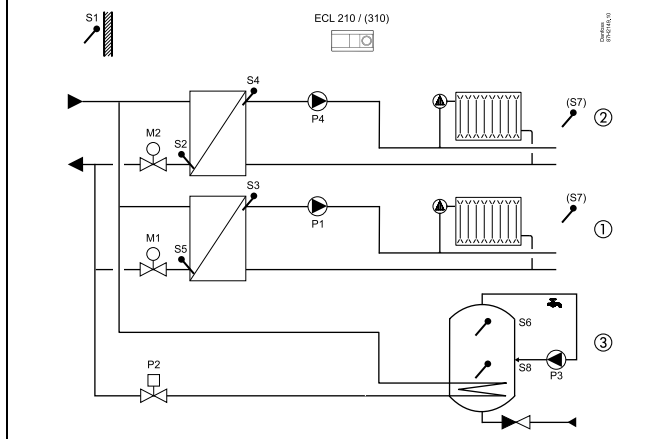 S1
ECL 210 / (310)
S4
P4
(S7)
2
M2
S2
S3
P1
(S7)
1
M1
S5
S6
3
S8
P3
P2